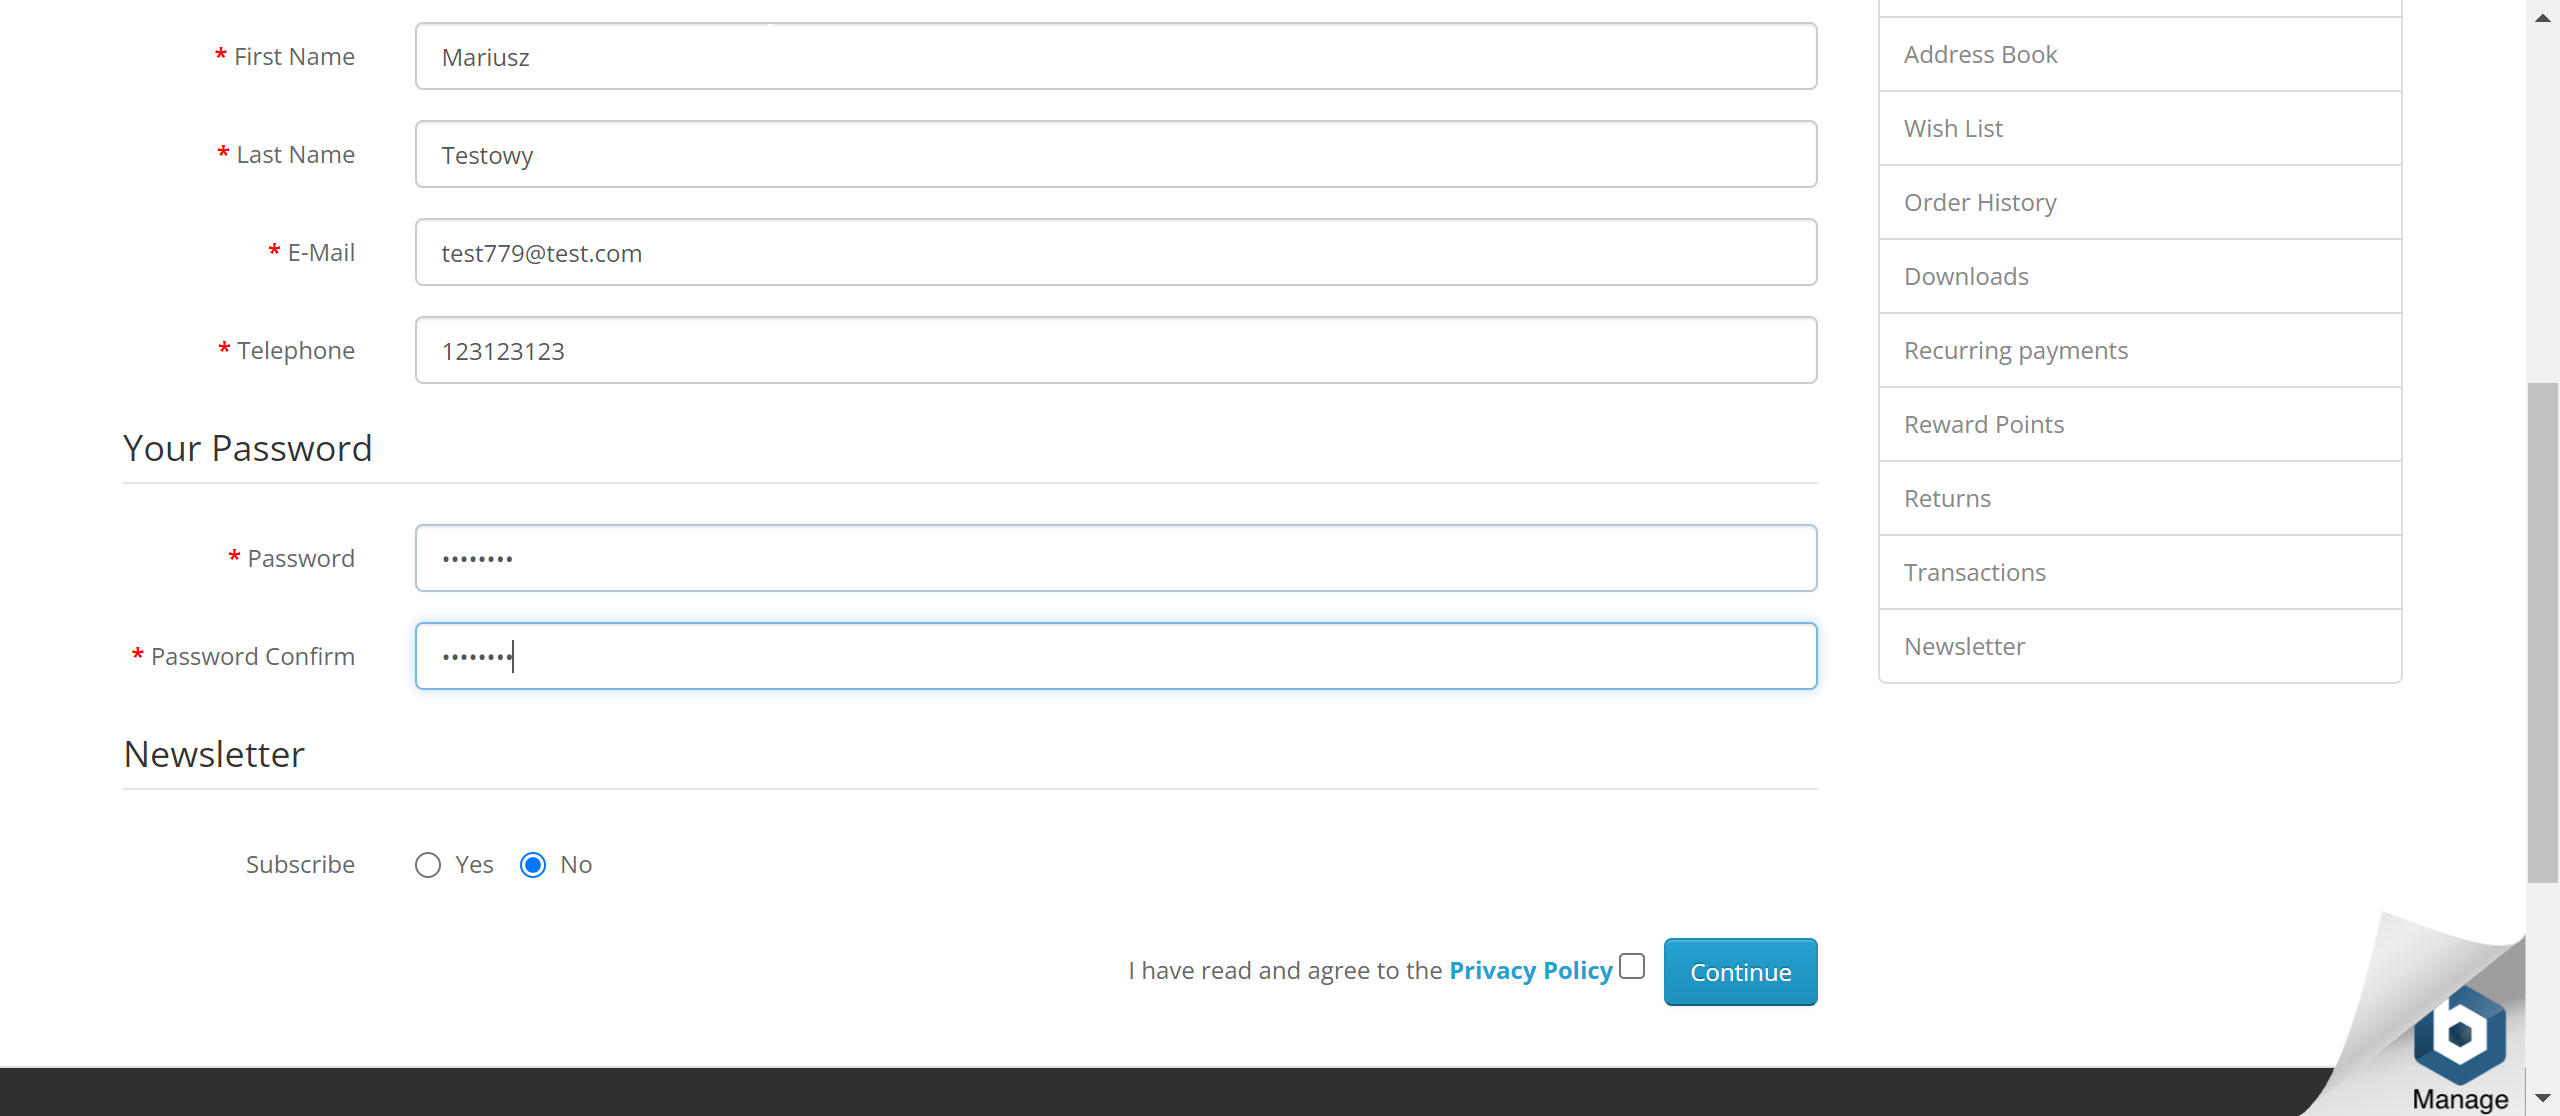 * First Name
Mariusz
* Last Name
Testowy
* E-Mail
test779@test.com
* Telephone
123123123
Your Password
* Password
••••••••
* Password Confirm
••••••••
Newsletter
Subscribe
Yes
No
I have read and agree to the Privacy Policy
Continue
Address Book
Wish List
Order History
Downloads
Recurring payments
Reward Points
Returns
Transactions
Newsletter
b
Manage